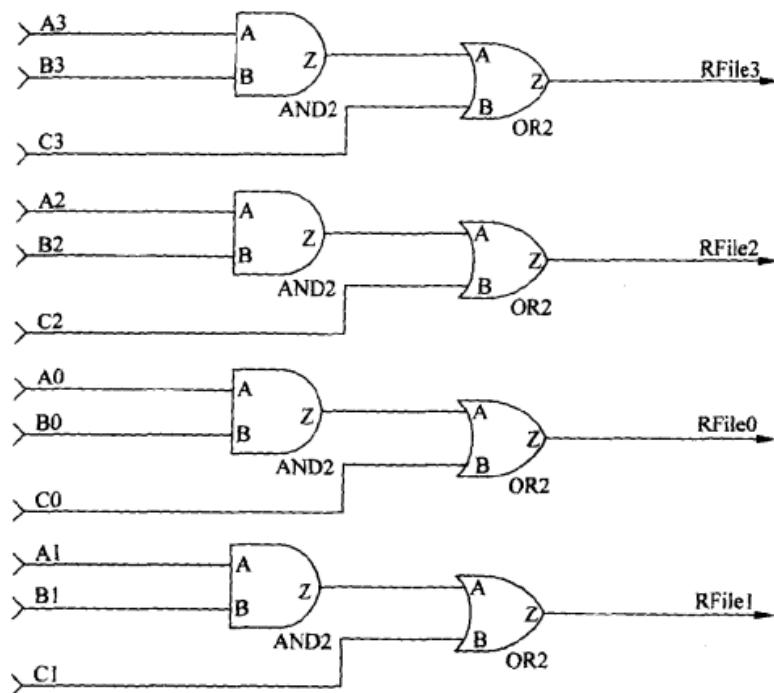 A3
A
A
RFile3
Z
Z
B3
B
B
AND2
OR2
C3
A2
A
A
RFile2
Z
Z
B2
B
B
AND2
OR2
C2
A0
A
A
RFile0
Z
Z
B0
B
B
AND2
OR2
C0
A1
A
A
RFile1
Z
Z
B1
B
B
AND2
OR2
C1